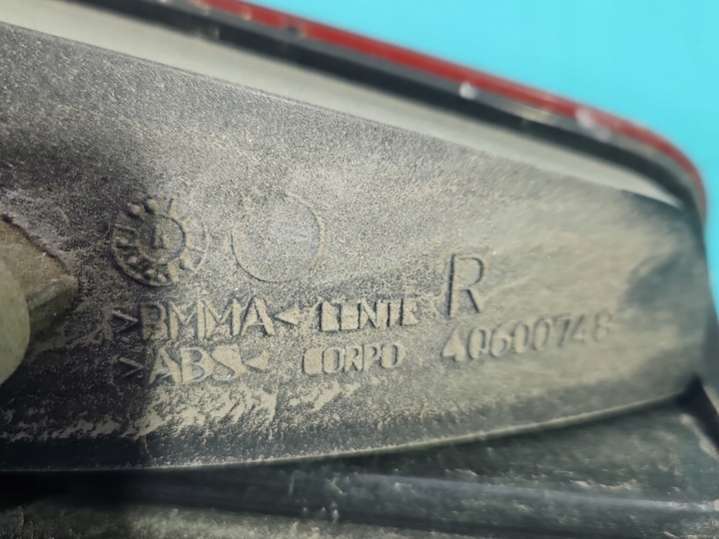 >PMMA< LENTE R
>ABS< CORPO 40600748